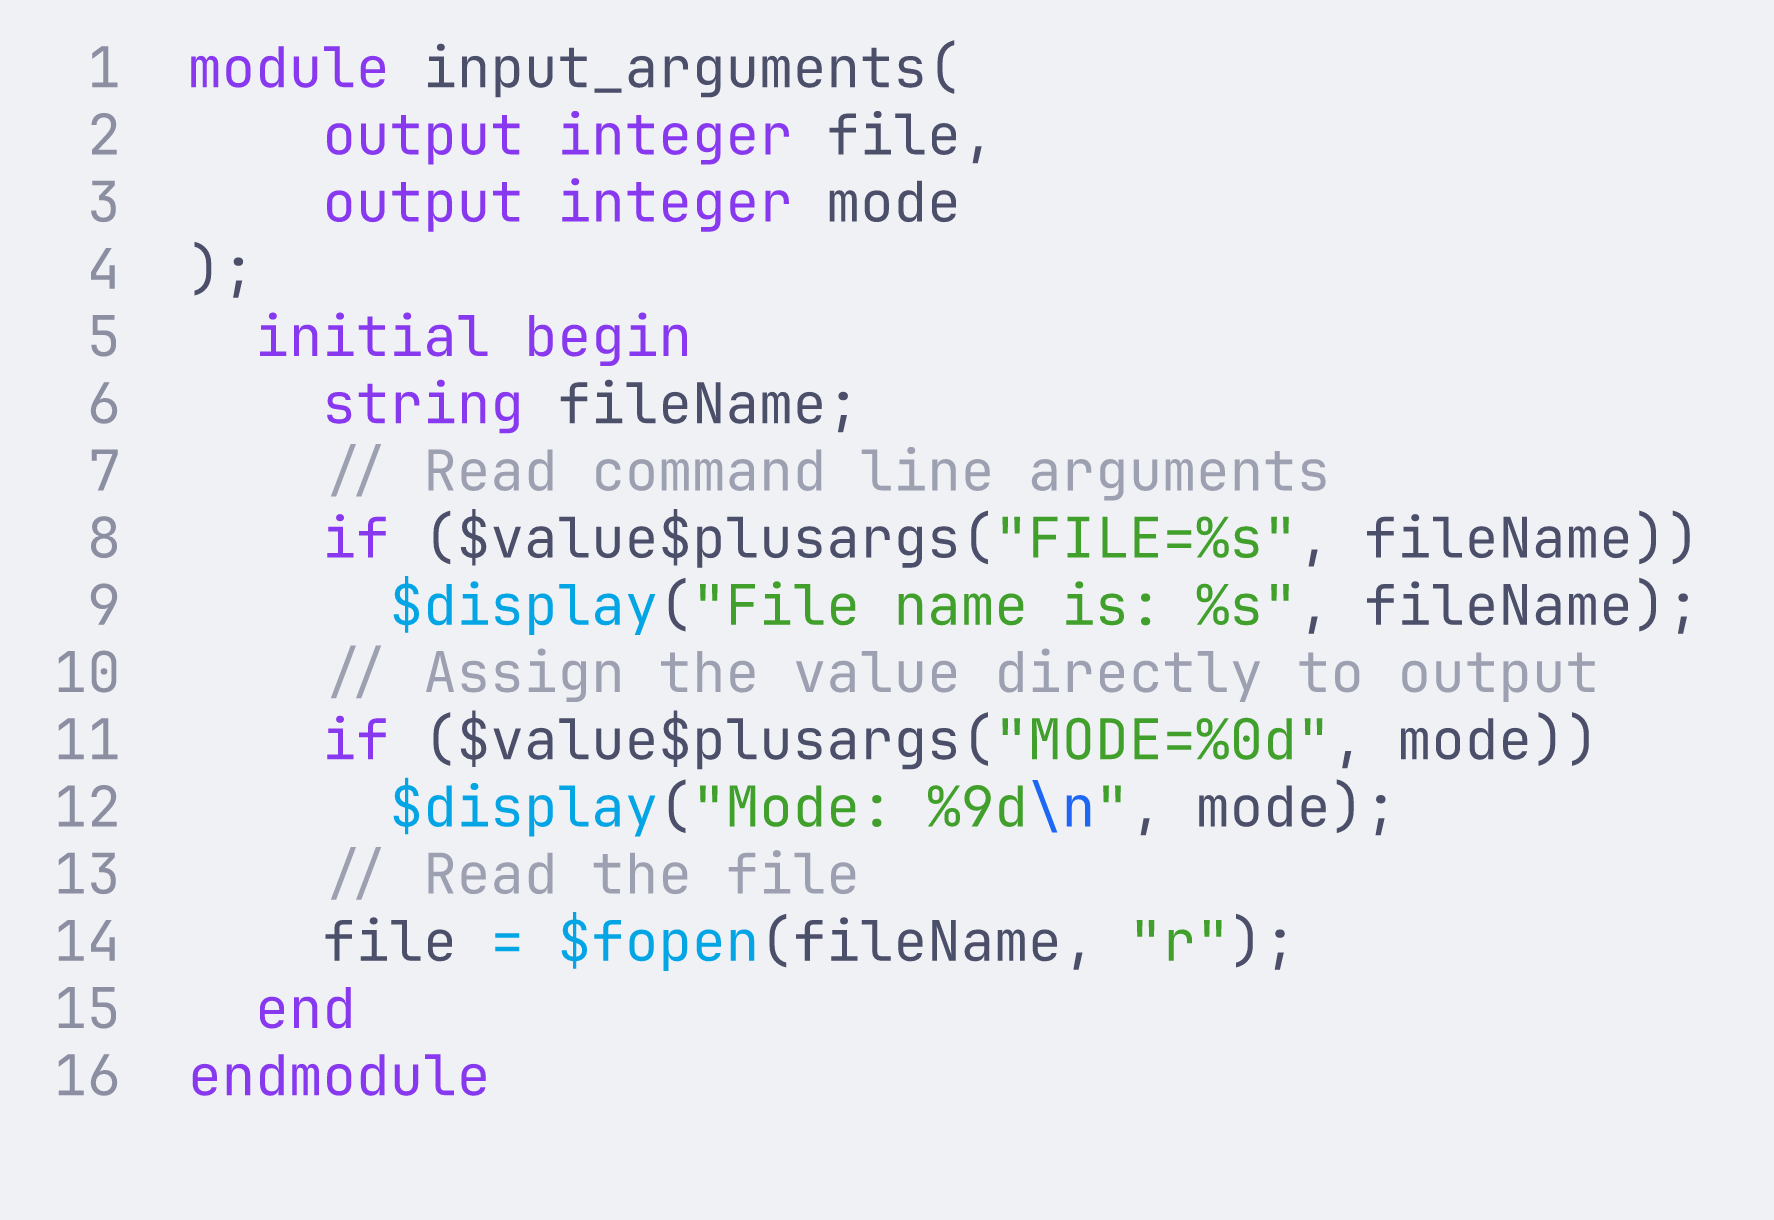 1 module input_arguments(
2     output integer file,
3     output integer mode
4 );
5   initial begin
6     string fileName;
7     // Read command line arguments
8     if ($value$plusargs("FILE=%s", fileName))
9       $display("File name is: %s", fileName);
10     // Assign the value directly to output
11     if ($value$plusargs("MODE=%0d", mode))
12       $display("Mode: %9d\n", mode);
13     // Read the file
14     file = $fopen(fileName, "r");
15   end
16 endmodule